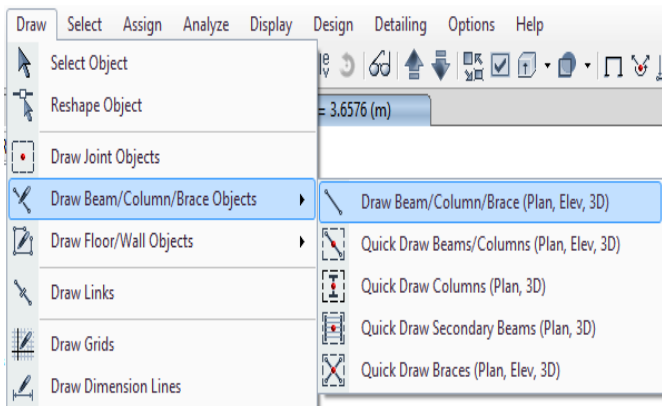 Draw Select Assign Analyze Display Design Detailing Options Help
Select Object
Reshape Object
= 3.6576 (m)
Draw Joint Objects
Draw Beam/Column/Brace Objects
Draw Beam/Column/Brace (Plan, Elev, 3D)
Draw Floor/Wall Objects
Quick Draw Beams/Columns (Plan, Elev, 3D)
Draw Links
Quick Draw Columns (Plan, 3D)
Quick Draw Secondary Beams (Plan, 3D)
Draw Grids
Quick Draw Braces (Plan, Elev, 3D)
Draw Dimension Lines